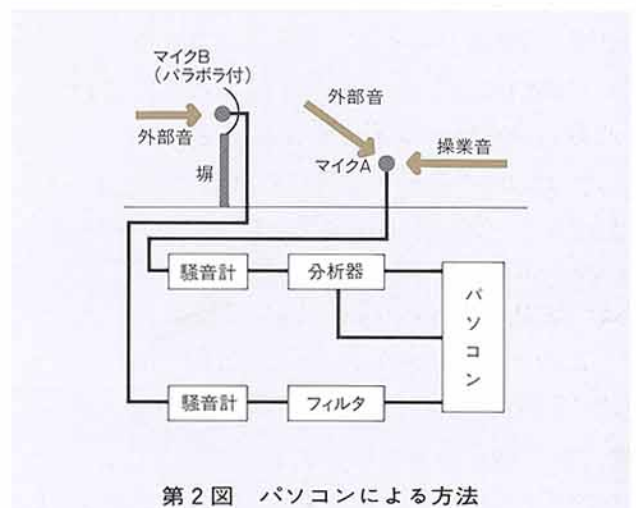 マイクB
(パラボラ付)
外部音
外部音
操業音
マイクA
塀
騒音計
分析器
パソコン
騒音計
フィルタ
第2図 パソコンによる方法